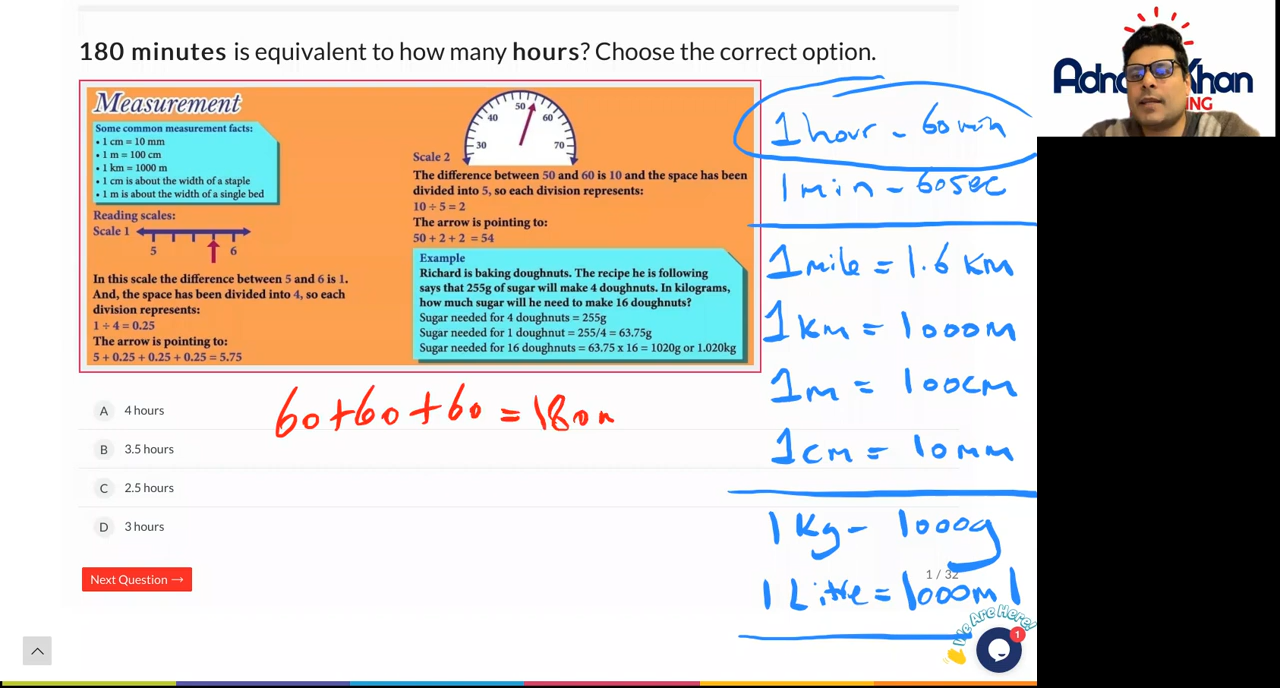 180 minutes is equivalent to how many hours? Choose the correct option.
Measurement
Some common measurement facts:
• 1 cm = 10 mm
• 1 m = 100 cm
• 1 km = 1000 m
• 1 cm is about the width of a staple
• 1 m is about the width of a single bed
Reading scales:
Scale 1
5 6
In this scale the difference between 5 and 6 is 1.
And, the space has been divided into 4, so each
division represents:
1 ÷ 4 = 0.25
The arrow is pointing to:
5 + 0.25 + 0.25 + 0.25 = 5.75
30 40 50 60 70
Scale 2
The difference between 50 and 60 is 10 and the space has been
divided into 5, so each division represents:
10 ÷ 5 = 2
The arrow is pointing to:
50 + 2 + 2 = 54
Example
Richard is baking doughnuts. The recipe he is following
says that 255g of sugar will make 4 doughnuts. In kilograms,
how much sugar will he need to make 16 doughnuts?
Sugar needed for 4 doughnuts = 255g
Sugar needed for 1 doughnut = 255/4 = 63.75g
Sugar needed for 16 doughnuts = 63.75 x 16 = 1020g or 1.020kg
1 hour - 60 min
1 min - 60 sec
1 mile = 1.6 KM
1 KM = 1000M
1 M = 100CM
1 CM = 10MM
1 Kg - 1000g
1 Litre = 1000ml
60+60+60 = 180 m
A 4 hours
B 3.5 hours
C 2.5 hours
D 3 hours
Next Question →
1 / 32
We Are Here!
1
Khan